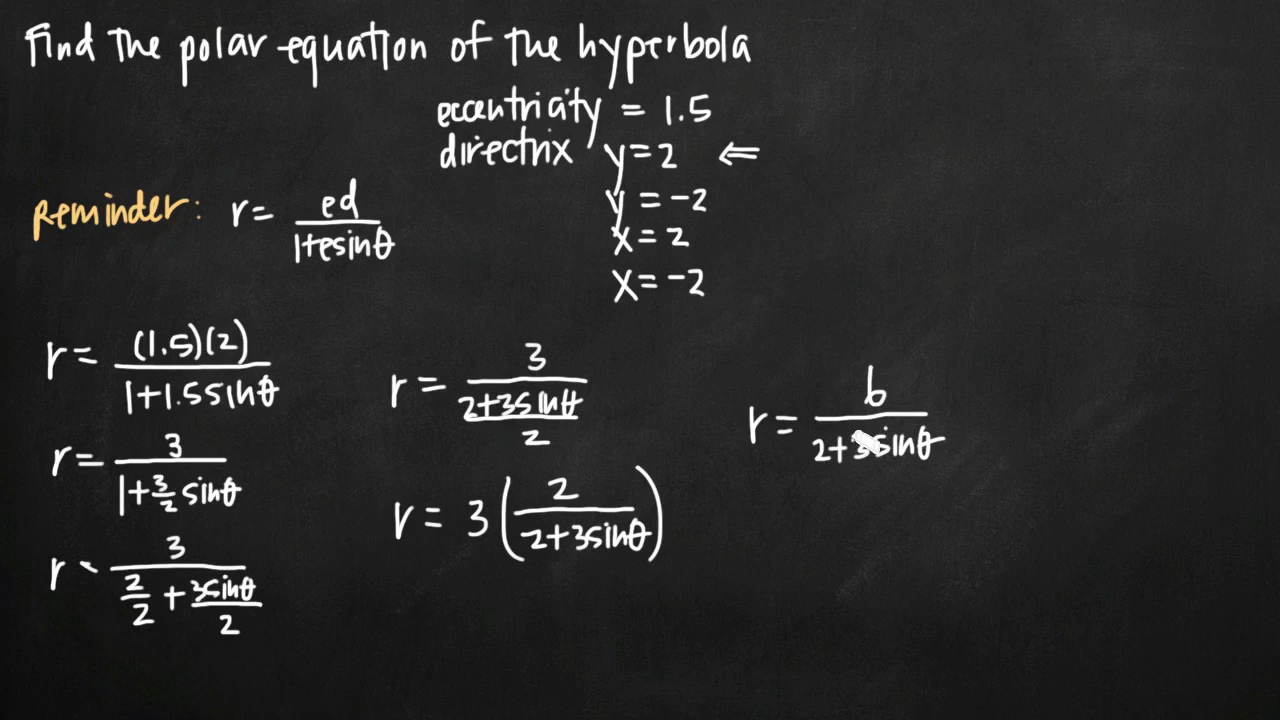 Find the polar equation of the hyperbola
eccentricity = 1.5
directrix y = 2 ⇐
y = -2
x = 2
x = -2
Reminder: r = ed / 1+esinθ
r = (1.5)(2) / 1+1.5sinθ
r = 3 / 1+3/2 sinθ
r = 3 / 2/2 + 3sinθ/2
r = 3 / 2+3sinθ/2
r = 3(2 / 2+3sinθ)
r = 6 / 2+3sinθ